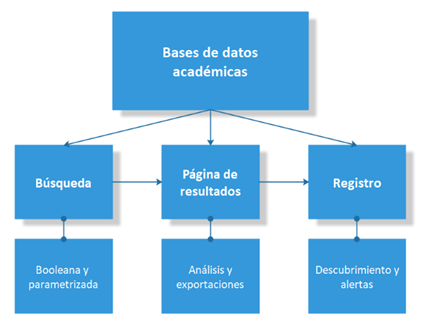 Bases de datos
académicas
Búsqueda
Página de
resultados
Registro
Booleana y
parametrizada
Análisis y
exportaciones
Descubrimiento y
alertas